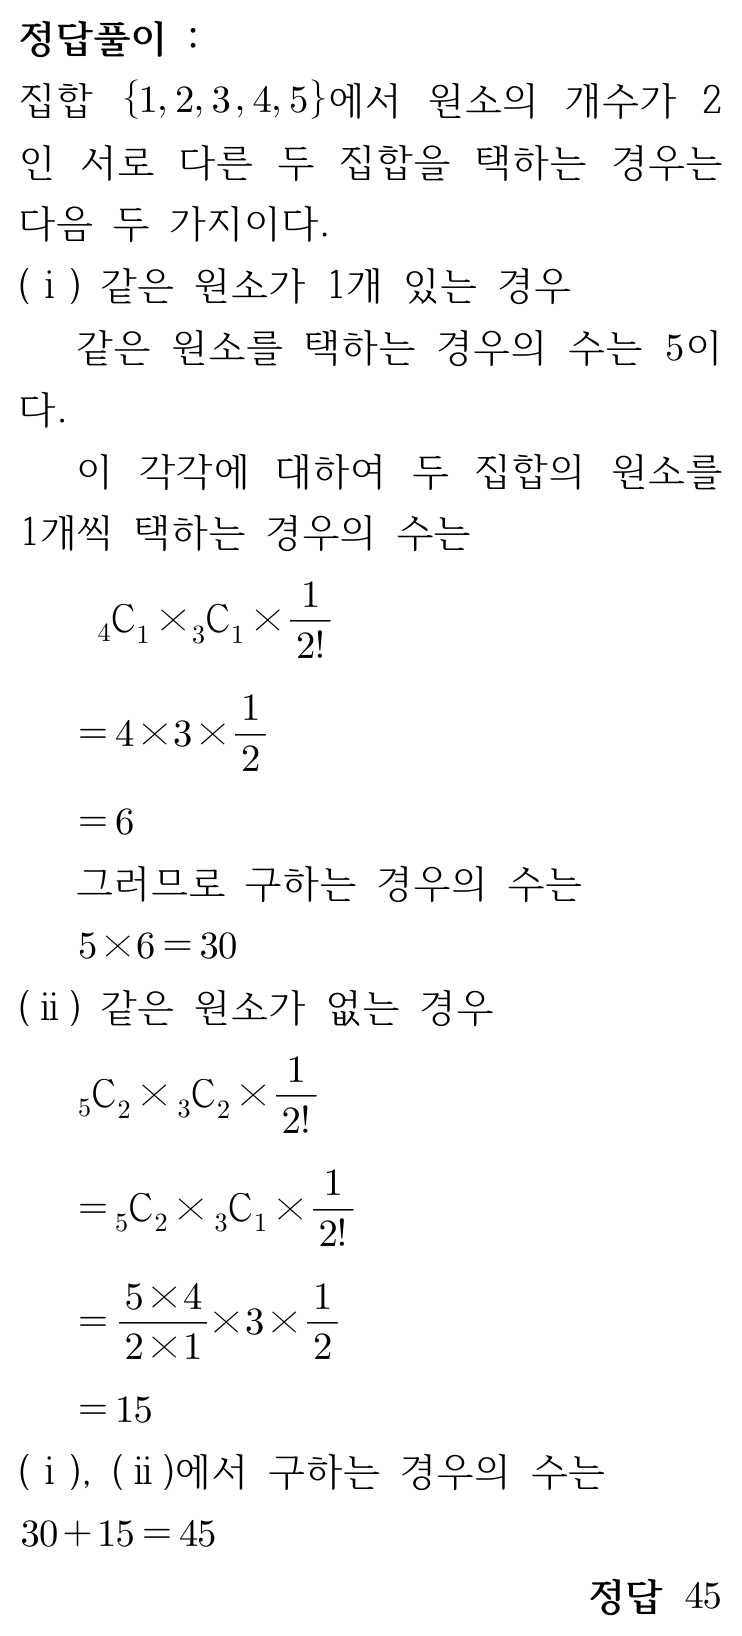 정답풀이 :
집합 {1, 2, 3, 4, 5}에서 원소의 개수가 2
인 서로 다른 두 집합을 택하는 경우는
다음 두 가지이다.
(ⅰ) 같은 원소가 1개 있는 경우
같은 원소를 택하는 경우의 수는 5이
다.
이 각각에 대하여 두 집합의 원소를
1개씩 택하는 경우의 수는
₄C₁ × ₃C₁ × 1/2!
= 4 × 3 × 1/2
= 6
그러므로 구하는 경우의 수는
5 × 6 = 30
(ⅱ) 같은 원소가 없는 경우
₅C₂ × ₃C₂ × 1/2!
= ₅C₂ × ₃C₁ × 1/2!
= (5 × 4)/(2 × 1) × 3 × 1/2
= 15
(ⅰ), (ⅱ)에서 구하는 경우의 수는
30 + 15 = 45
정답 45